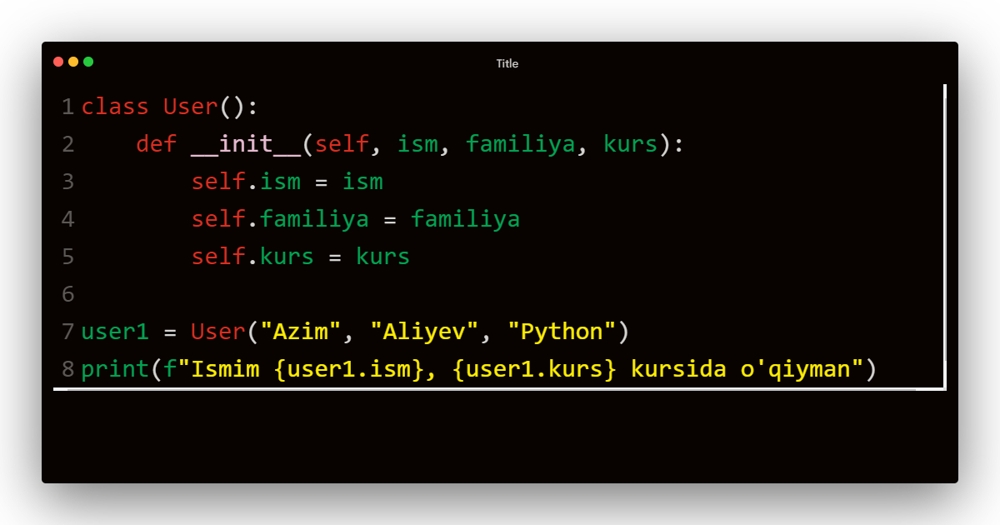 Title
1 class User():
2     def __init__(self, ism, familiya, kurs):
3         self.ism = ism
4         self.familiya = familiya
5         self.kurs = kurs
6
7 user1 = User("Azim", "Aliyev", "Python")
8 print(f"Ismim {user1.ism}, {user1.kurs} kursida o'qiyman")